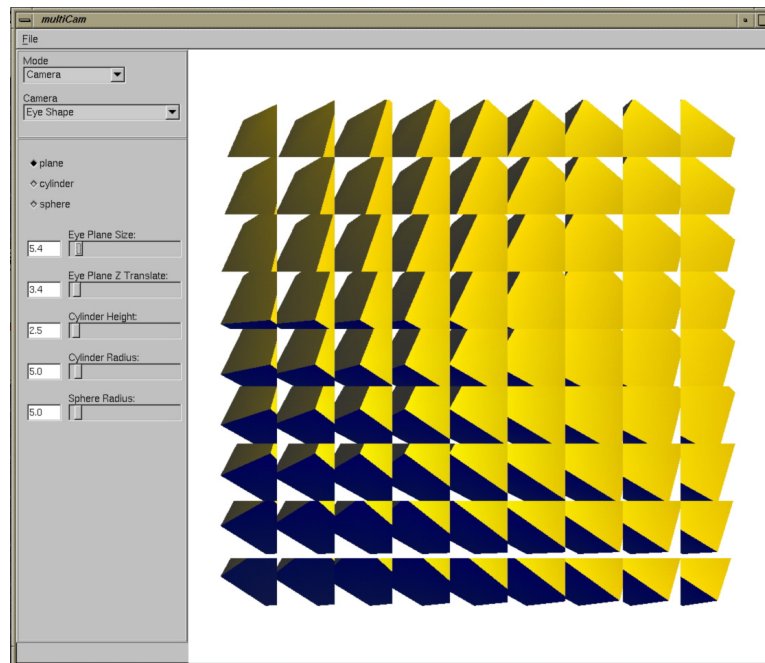 multiCam
File
Mode
Camera
Camera
Eye Shape
plane
cylinder
sphere
Eye Plane Size:
5.4
Eye Plane Z Translate:
3.4
Cylinder Height:
2.5
Cylinder Radius:
5.0
Sphere Radius:
5.0